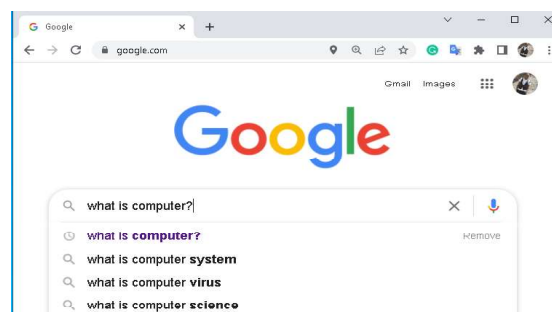 Google
google.com
Gmail Images
Google
what is computer?
what is computer? Remove
what is computer system
what is computer virus
what is computer science